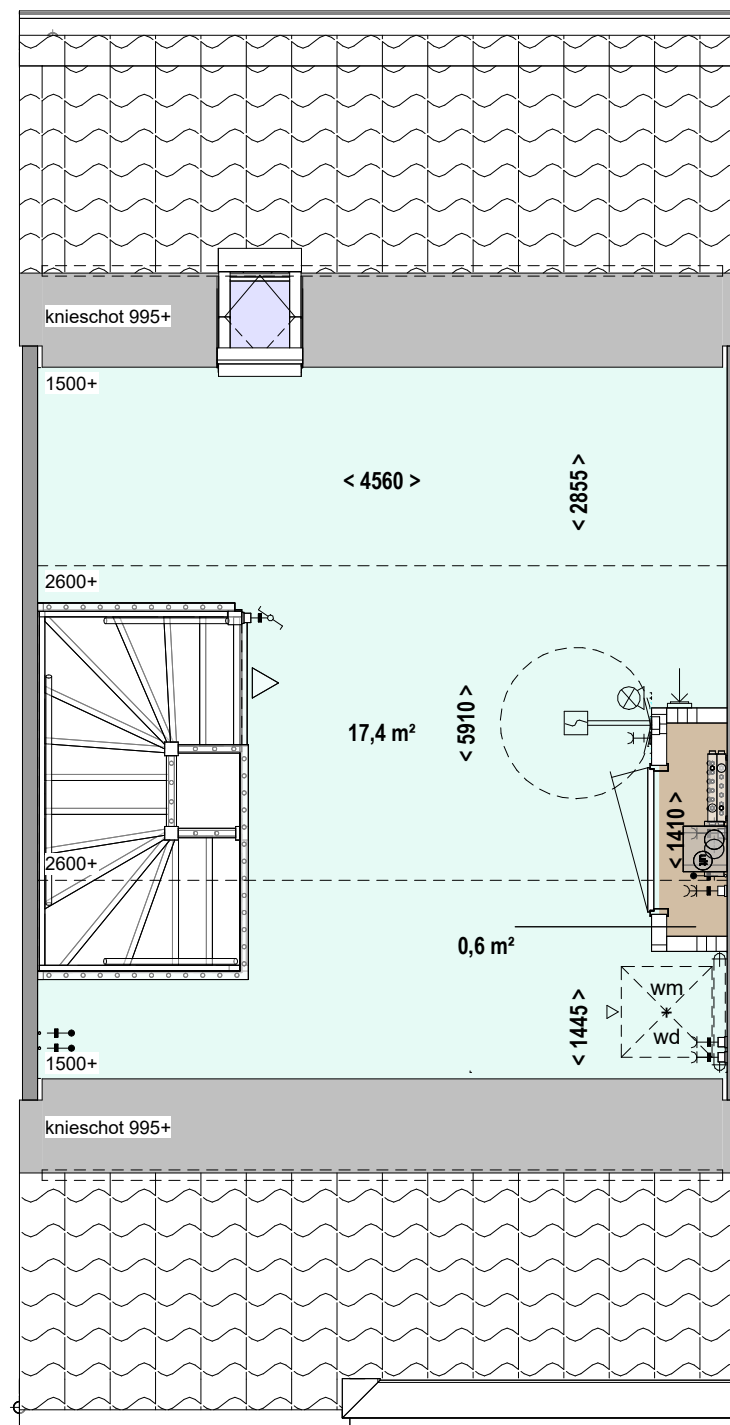 knieschot 995+
1500+
< 4560 >
< 2855 >
2600+
17,4 m²
< 5910 >
< 1410 >
2600+
0,6 m²
wm
wd
< 1445 >
1500+
knieschot 995+